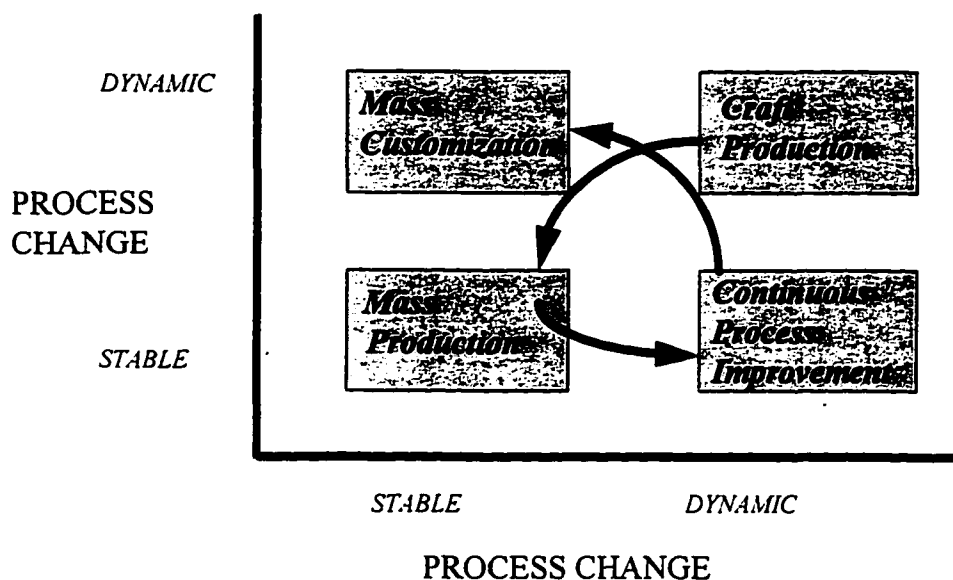 DYNAMIC
Mass
Customization
Craft
Production
PROCESS
CHANGE
Mass
Production
Continuous
Process
Improvement
STABLE
STABLE
DYNAMIC
PROCESS CHANGE